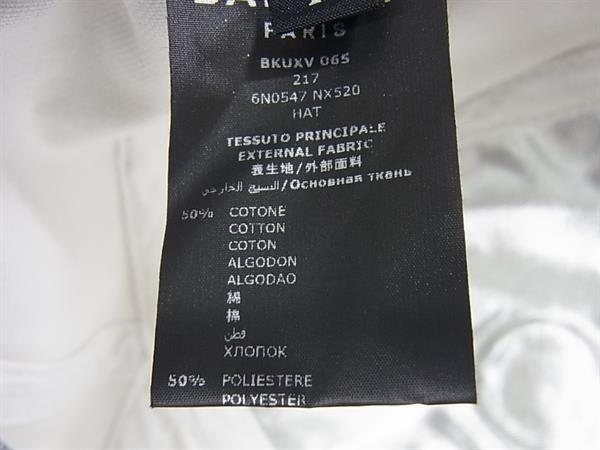 PARIS
BKUXV 065
217
6N0547 NX520
HAT
TESSUTO PRINCIPALE
EXTERNAL FABRIC
表生地/外部面料
النسيج الخارجي/ОСНОВНАЯ ТКАНЬ
50% COTONE
COTTON
COTON
ALGODON
ALGODAO
綿
棉
قطن
ХЛОПОК
50% POLIESTERE
POLYESTER